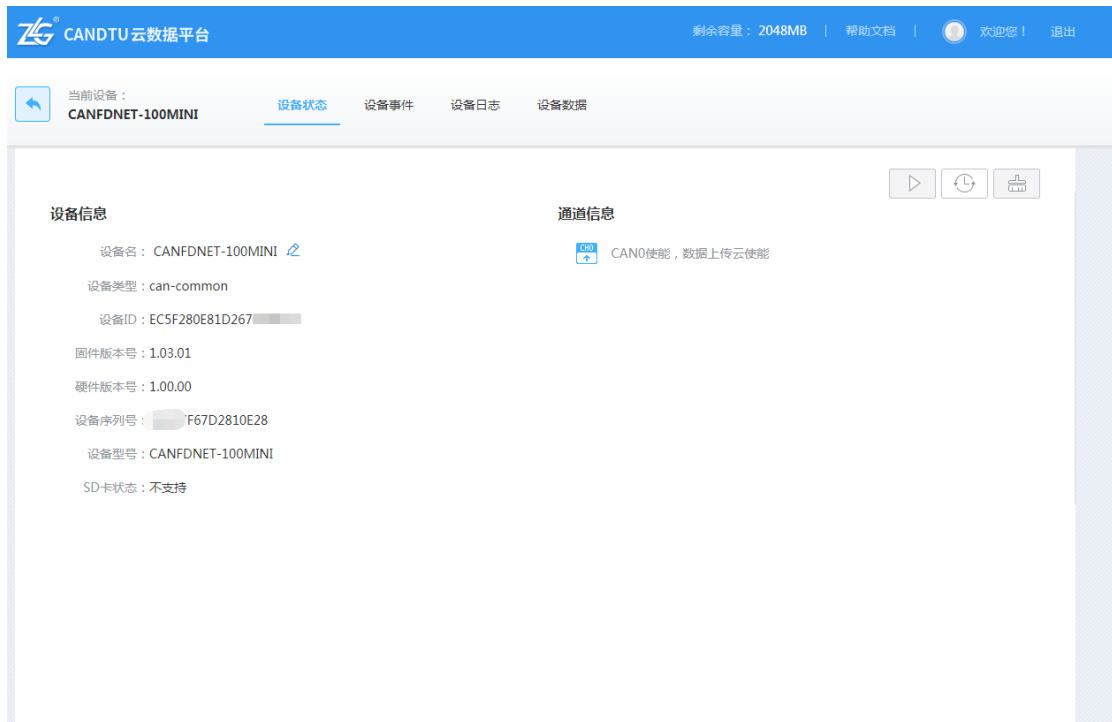 ZLG® CANDTU云数据平台
剩余容量：2048MB | 帮助文档 | 欢迎您！ 退出
当前设备：
CANFDNET-100MINI
设备状态 设备事件 设备日志 设备数据
设备信息
设备名： CANFDNET-100MINI
设备类型：can-common
设备ID：EC5F280E81D267
固件版本号：1.03.01
硬件版本号：1.00.00
设备序列号： F67D2810E28
设备型号：CANFDNET-100MINI
SD卡状态：不支持
通道信息
CH0
CAN0使能，数据上传云使能